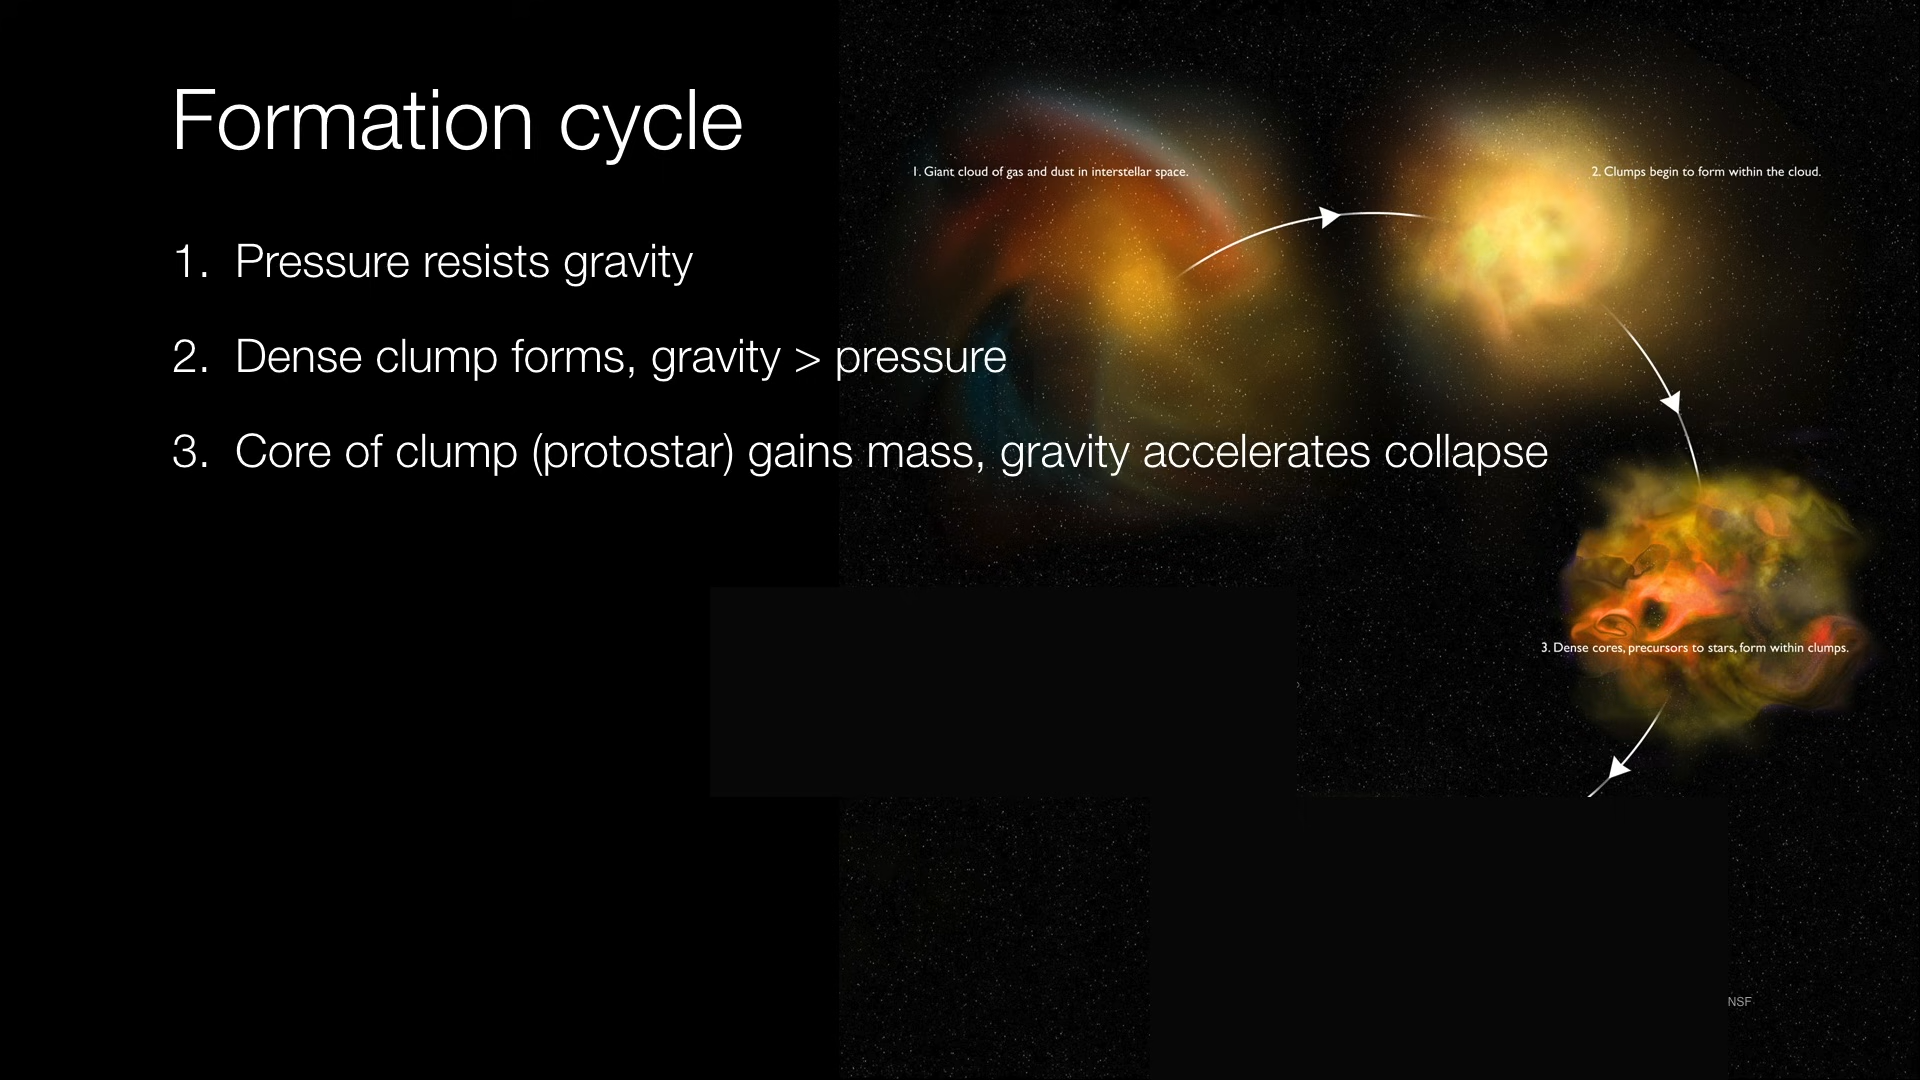 Formation cycle
1. Giant cloud of gas and dust in interstellar space.
2. Clumps begin to form within the cloud.
1. Pressure resists gravity
2. Dense clump forms, gravity > pressure
3. Core of clump (protostar) gains mass, gravity accelerates collapse
3. Dense cores, precursors to stars, form within clumps.
NSF